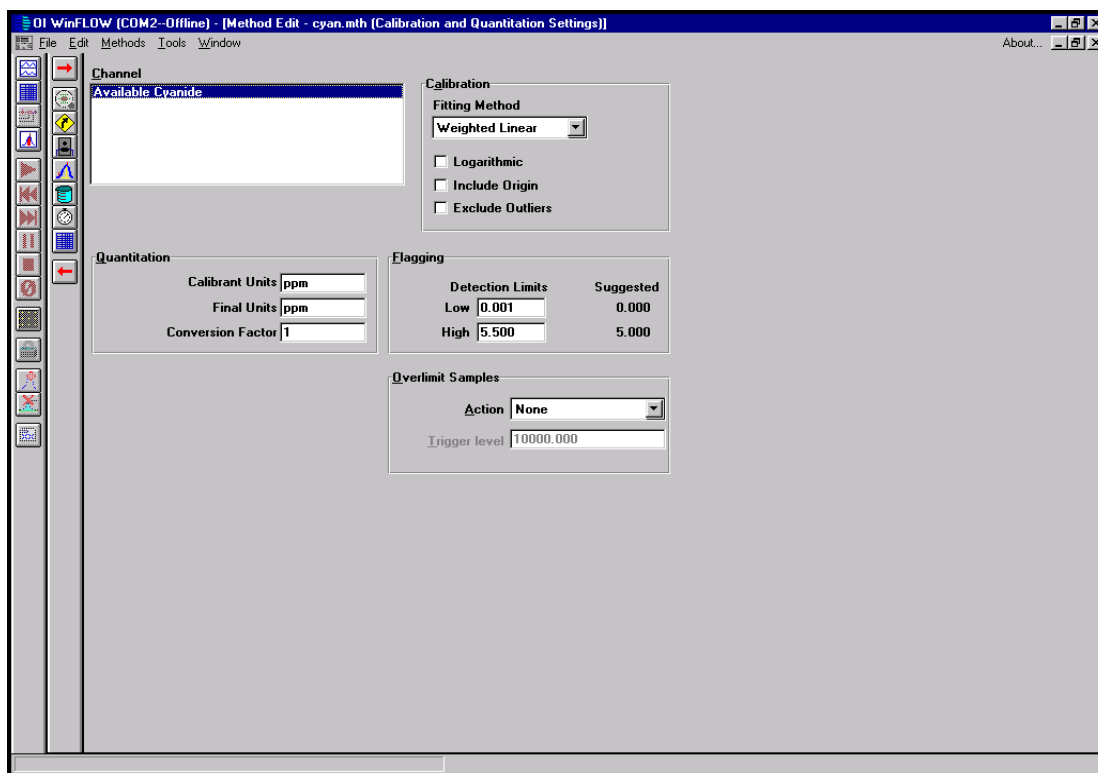 OI WinFLOW (COM2--Offline) - [Method Edit - cyan.mth (Calibration and Quantitation Settings)]
File Edit Methods Tools Window About...
Channel
Available Cyanide
Calibration
Fitting Method
Weighted Linear
Logarithmic
Include Origin
Exclude Outliers
Quantitation
Calibrant Units ppm
Final Units ppm
Conversion Factor 1
Flagging
Detection Limits Suggested
Low 0.001 0.000
High 5.500 5.000
Overlimit Samples
Action None
Trigger level 10000.000